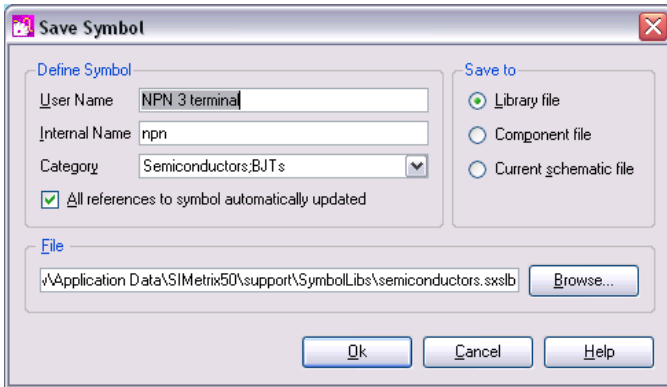 Save Symbol
Define Symbol
User Name NPN 3 terminal
Internal Name npn
Category Semiconductors;BJTs
All references to symbol automatically updated
Save to
Library file
Component file
Current schematic file
File
\Application Data\SIMetrix50\support\SymbolLibs\semiconductors.sxslb Browse...
Ok Cancel Help